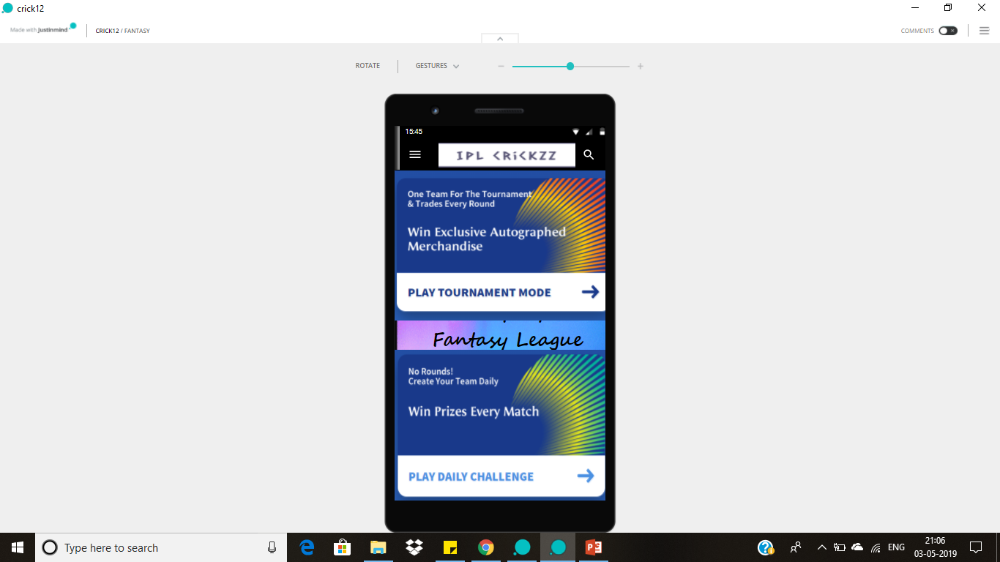 crick12
Made with Justinmind
CRICK12 / FANTASY
COMMENTS
ROTATE
GESTURES
15:45
IPL CRiCKZZ
One Team For The Tournament
& Trades Every Round
Win Exclusive Autographed
Merchandise
PLAY TOURNAMENT MODE
Fantasy League
No Rounds!
Create Your Team Daily
Win Prizes Every Match
PLAY DAILY CHALLENGE
Type here to search
ENG
21:06
03-05-2019